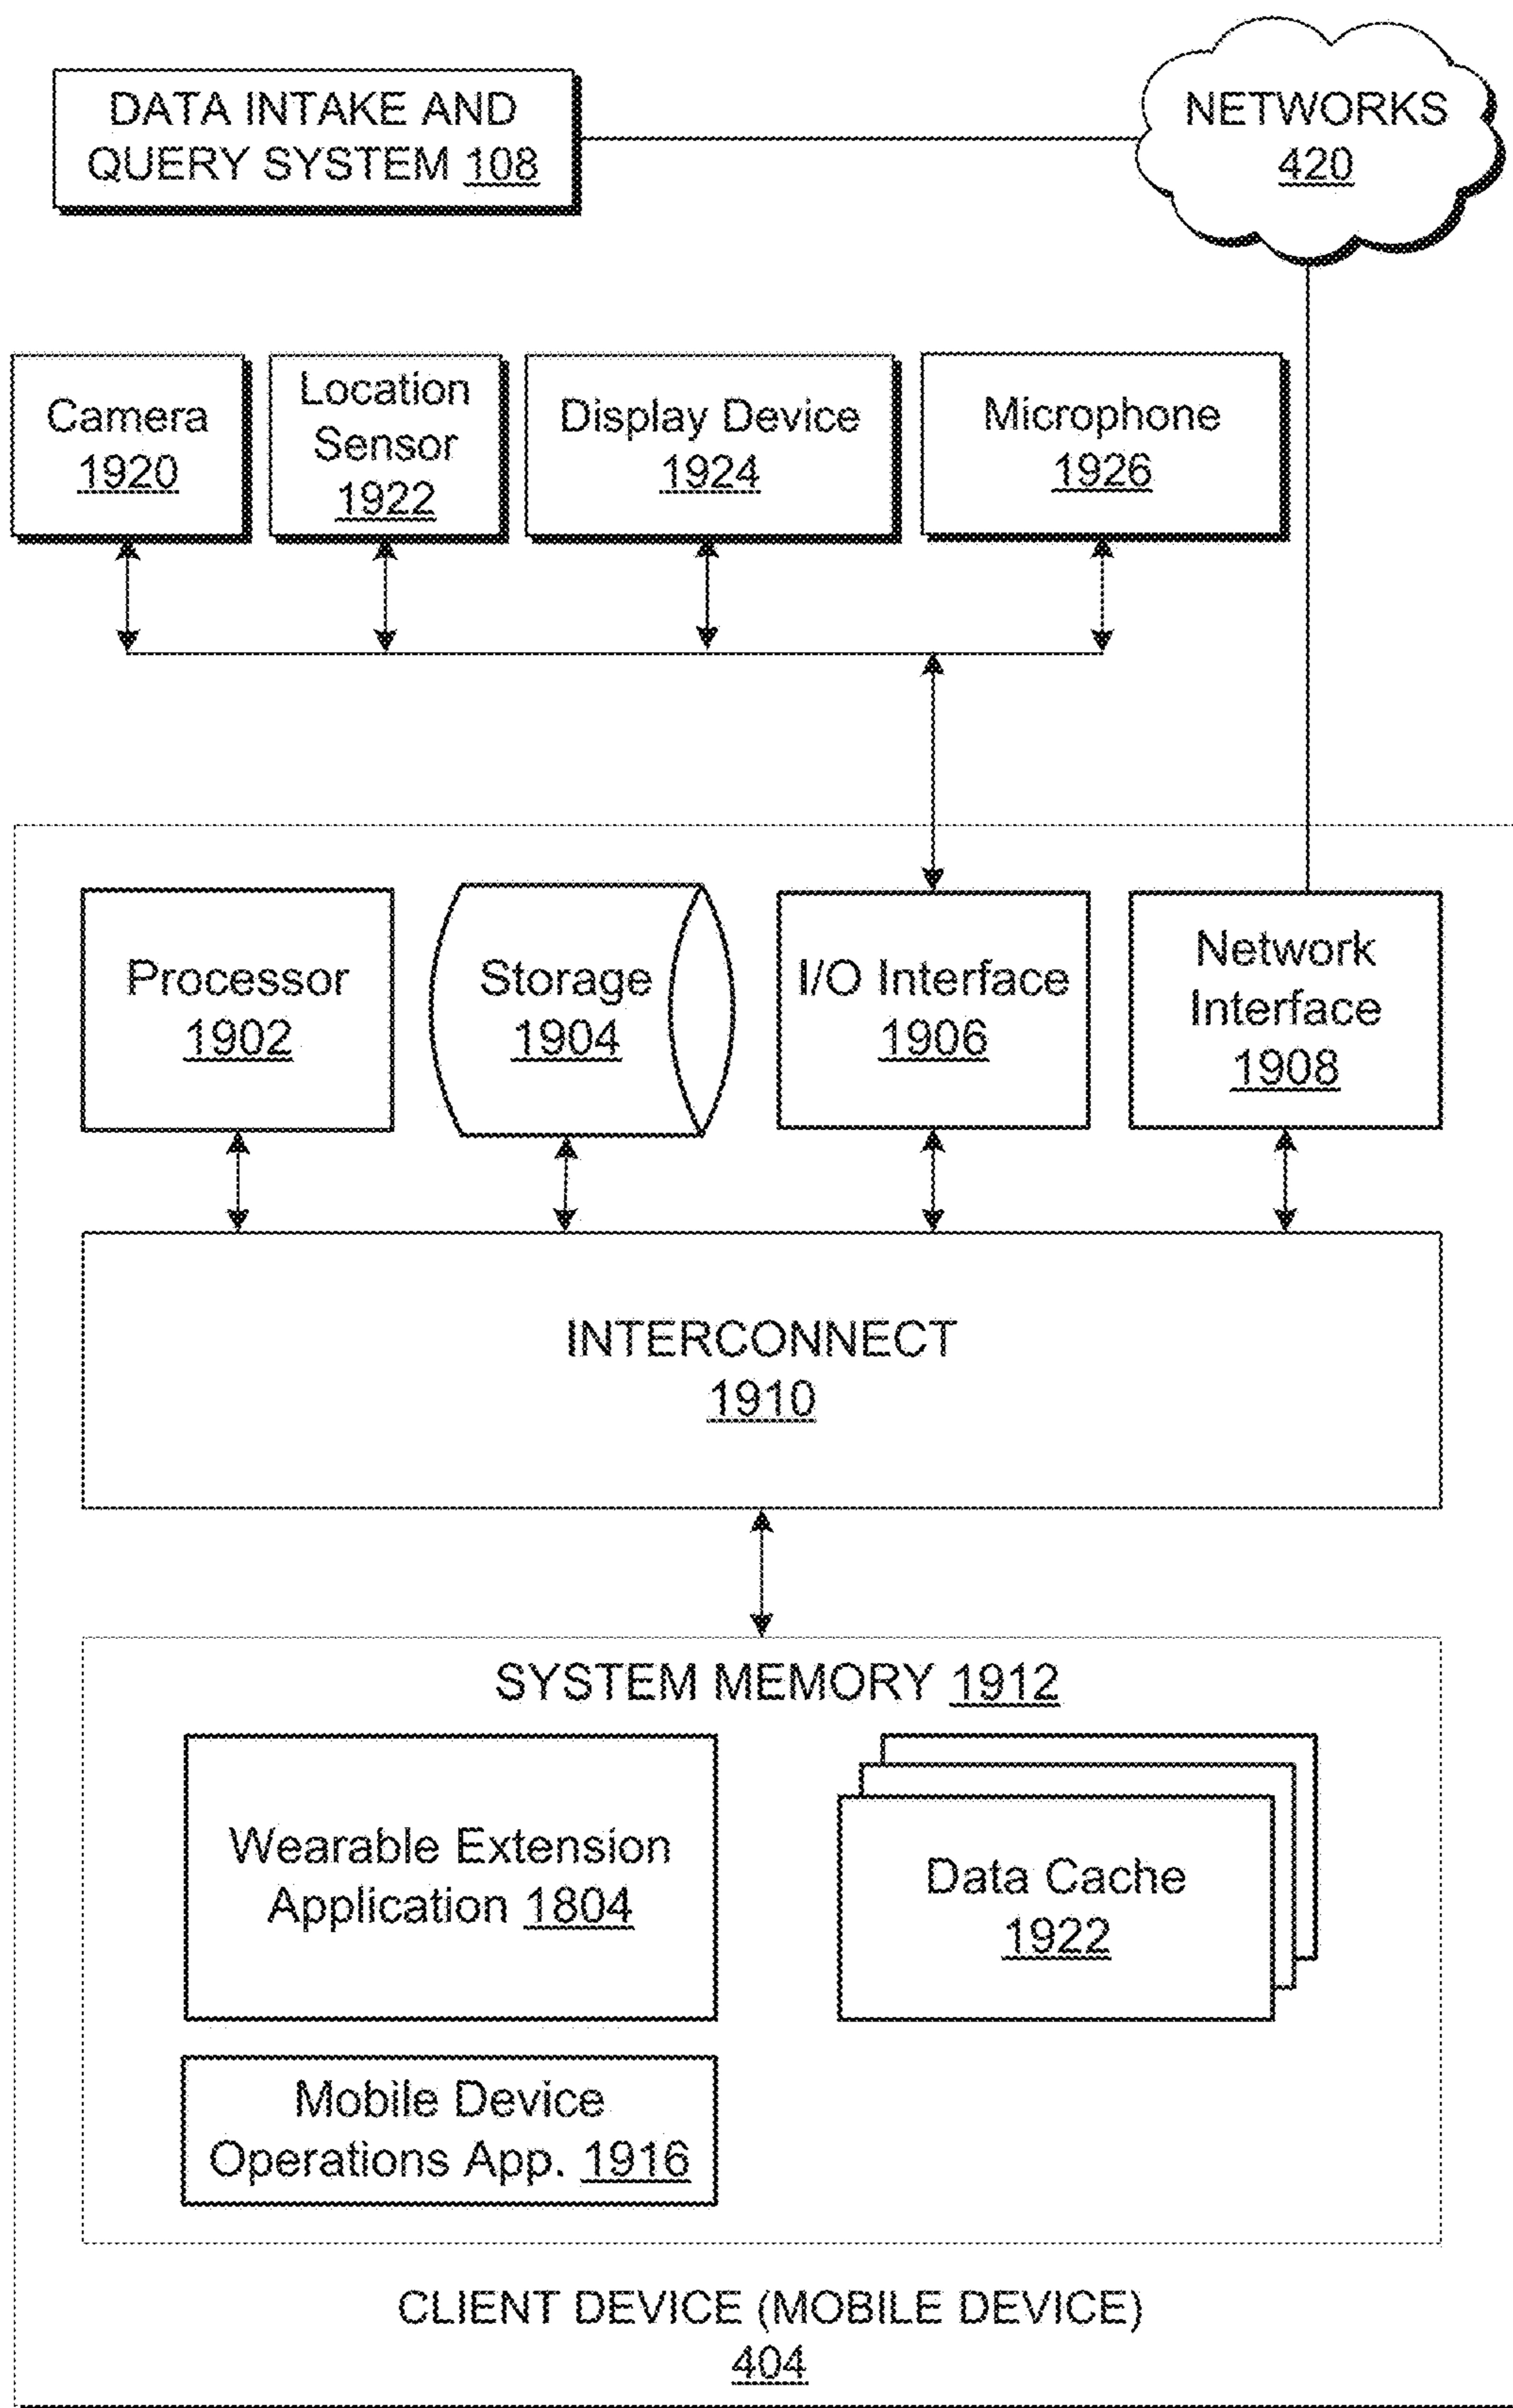 DATA INTAKE AND
QUERY SYSTEM 108
NETWORKS
420
Camera
1920
Location
Sensor
1922
Display Device
1924
Microphone
1926
Processor
1902
Storage
1904
I/O Interface
1906
Network
Interface
1908
INTERCONNECT
1910
SYSTEM MEMORY 1912
Wearable Extension
Application 1804
Data Cache
1922
Mobile Device
Operations App. 1916
CLIENT DEVICE (MOBILE DEVICE)
404